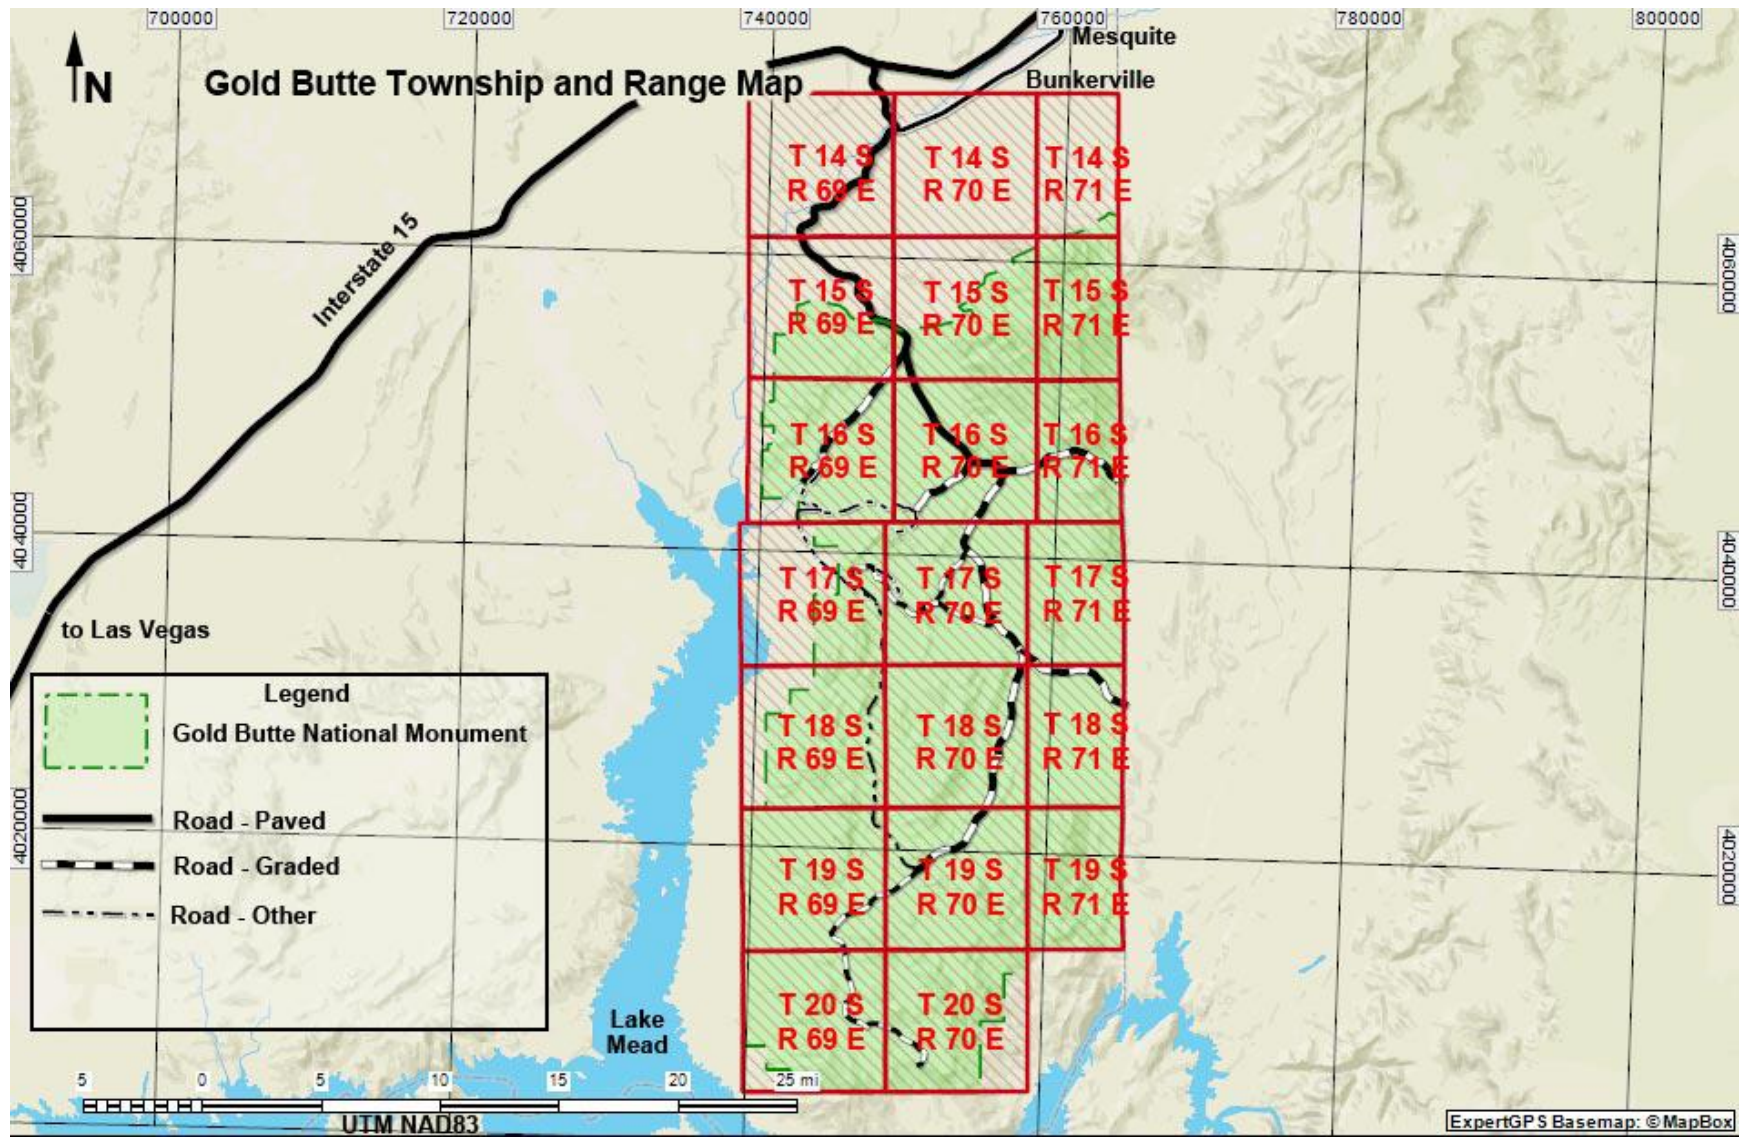 700000
720000
740000
760000
780000
800000
Mesquite
N
Gold Butte Township and Range Map
Bunkerville
T 14 S
R 69 E
T 14 S
R 70 E
T 14 S
R 71 E
4060000
4060000
Interstate 15
T 15 S
R 69 E
T 15 S
R 70 E
T 15 S
R 71 E
T 16 S
R 69 E
T 16 S
R 70 E
T 16 S
R 71 E
4040000
4040000
T 17 S
R 69 E
T 17 S
R 70 E
T 17 S
R 71 E
to Las Vegas
Legend
Gold Butte National Monument
Road - Paved
Road - Graded
Road - Other
T 18 S
R 69 E
T 18 S
R 70 E
T 18 S
R 71 E
4020000
4020000
T 19 S
R 69 E
T 19 S
R 70 E
T 19 S
R 71 E
T 20 S
R 69 E
T 20 S
R 70 E
Lake
Mead
5 0 5 10 15 20 25 mi
UTM NAD83
ExpertGPS Basemap: © MapBox